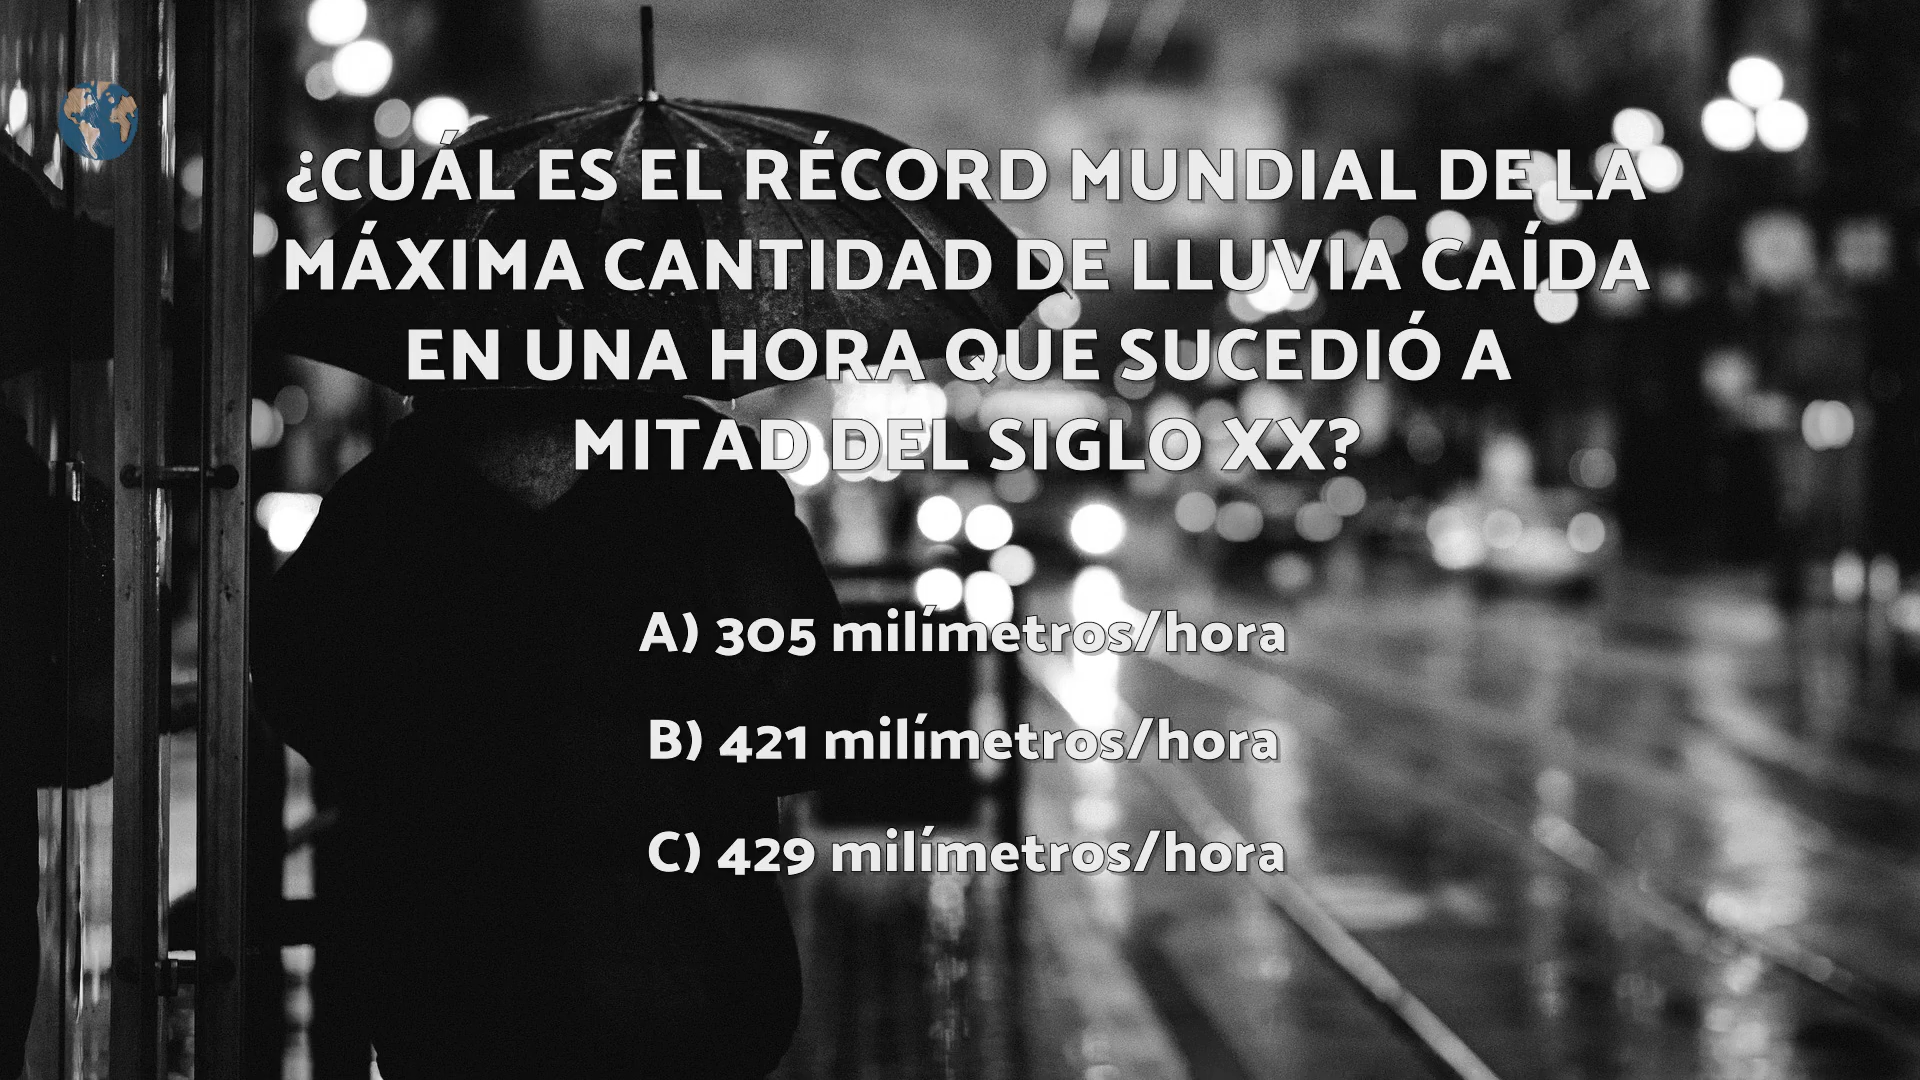 ¿CUÁL ES EL RÉCORD MUNDIAL DE LA
MÁXIMA CANTIDAD DE LLUVIA CAÍDA
EN UNA HORA QUE SUCEDIÓ A
MITAD DEL SIGLO XX?
A) 305 milímetros/hora
B) 421 milímetros/hora
C) 429 milímetros/hora